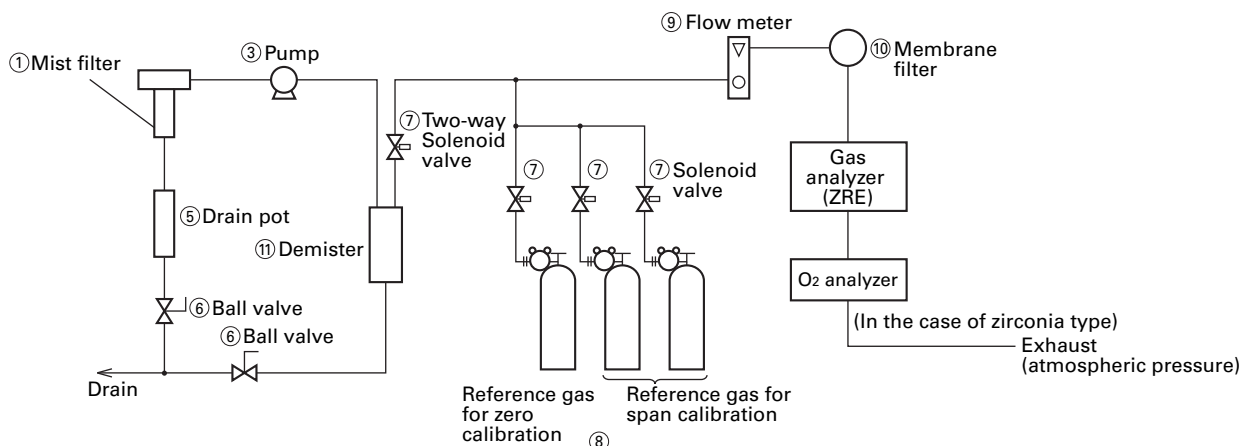 ⑨ Flow meter
③ Pump
① Mist filter
⑩ Membrane
filter
⑦ Two-way
Solenoid
valve
⑦
⑦
⑦ Solenoid
valve
Gas
analyzer
(ZRE)
⑤ Drain pot
⑪ Demister
O2 analyzer
⑥ Ball valve
⑥ Ball valve
(In the case of zirconia type)
Exhaust
(atmospheric pressure)
Drain
Reference gas
for zero
calibration
Reference gas for
span calibration
⑧